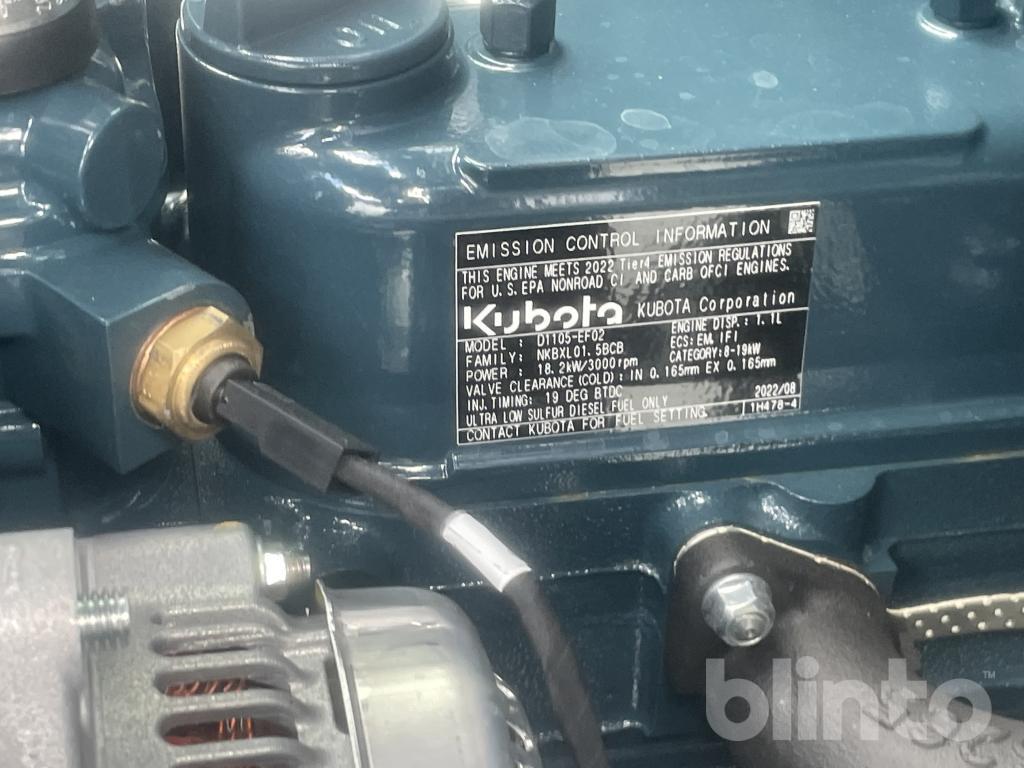 OIL
EMISSION CONTROL INFORMATION
THIS ENGINE MEETS 2022 Tier4 EMISSION REGULATIONS
FOR U.S. EPA NONROAD CI AND CARB OFCI ENGINES.
Kubota KUBOTA Corporation
MODEL : D1105-EF02 ENGINE DISP. : 1.1L
FAMILY : NKBXL01.5BCB ECS: EM, IFI
POWER : 18.2kW/3000rpm CATEGORY:8-19kW
VALVE CLEARANCE(COLD) : IN 0.165mm EX 0.165mm
INJ. TIMING: 19 DEG BTDC 2022/08
ULTRA LOW SULFUR DIESEL FUEL ONLY 1H478-4
CONTACT KUBOTA FOR FUEL SETTING.
blinto™